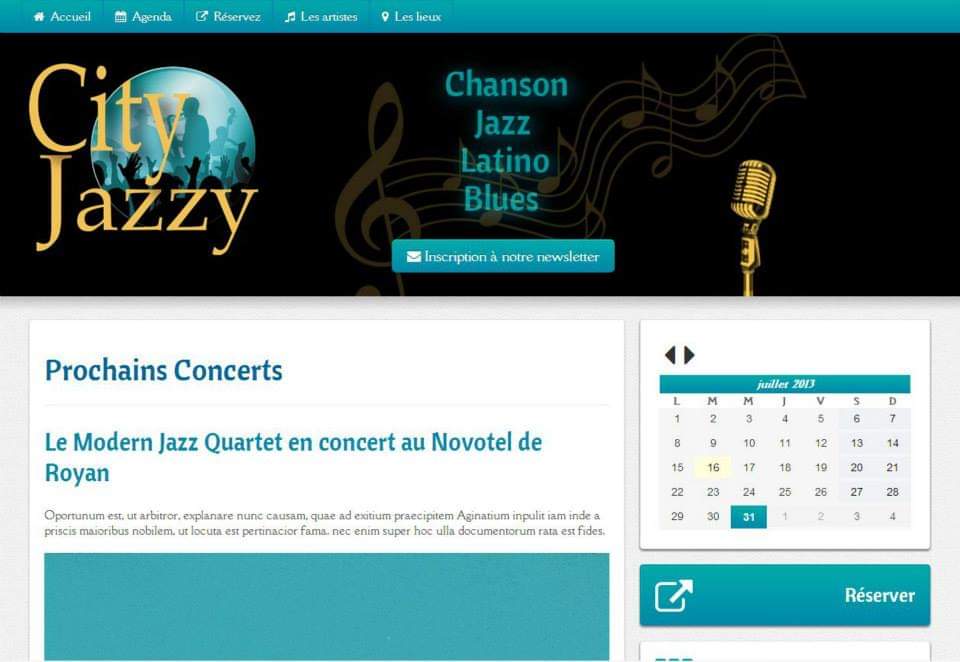 Accueil Agenda Réservez Les artistes Les lieux
City
Jazzy
Chanson
Jazz
Latino
Blues
Inscription à notre newsletter
Prochains Concerts
Le Modern Jazz Quartet en concert au Novotel de
Royan
Oportunum est, ut arbitror, explanare nunc causam, quae ad exitium praecipitem Aginatium inpulit iam inde a
priscis maioribus nobilem, ut locuta est pertinacior fama. nec enim super hoc ulla documentorum rata est fides.
juillet 2013
L M M J V S D
1 2 3 4 5 6 7
8 9 10 11 12 13 14
15 16 17 18 19 20 21
22 23 24 25 26 27 28
29 30 31 1 2 3 4
Réserver